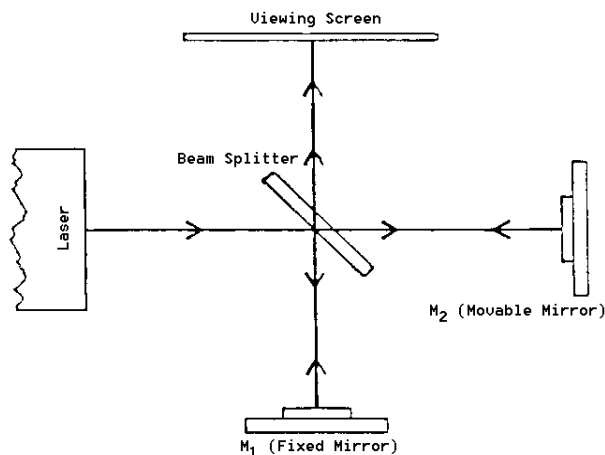 Viewing Screen
Beam Splitter
Laser
M₂ (Movable Mirror)
M₁ (Fixed Mirror)